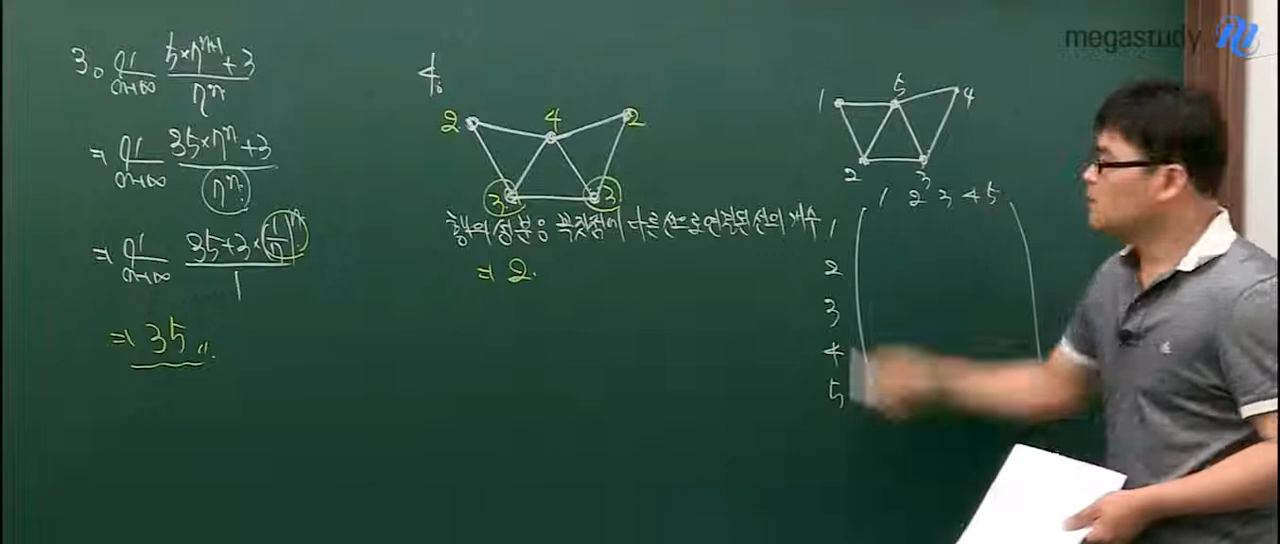 megastudy
3. lim n→∞ 5×7ⁿ⁺¹+3 / 7ⁿ
⇒ lim n→∞ 35×7ⁿ+3 / 7ⁿ
⇒ lim n→∞ 35+3×(1/7)ⁿ / 1
⇒ 35
4.
2 4 2
3 3
행의 성분 중 꼭짓점에 다른 선으로 연결된 선의 개수
⇒ 2.
1 5 4
2 3
1 2 3 4 5
1
2
3
4
5